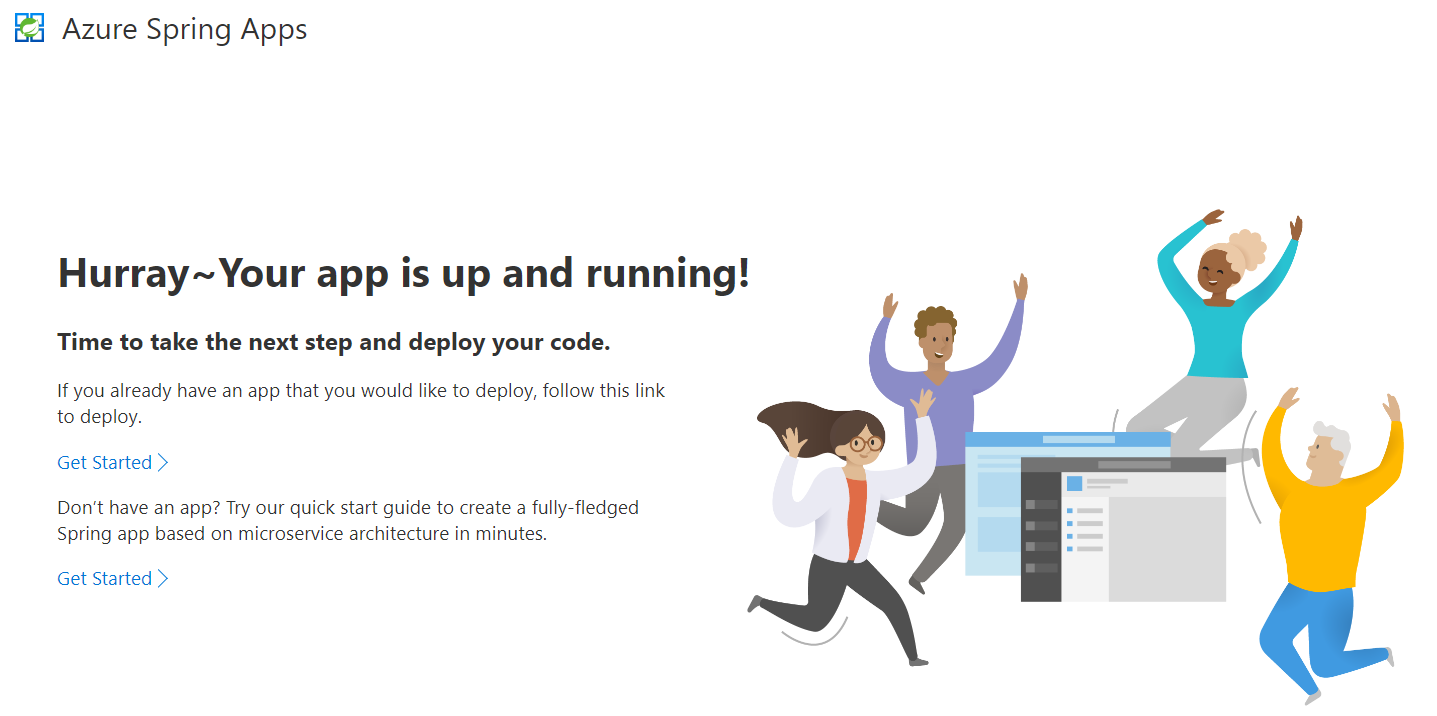 Azure Spring Apps
Hurray~Your app is up and running!
Time to take the next step and deploy your code.
If you already have an app that you would like to deploy, follow this link
to deploy.
Get Started
Don’t have an app? Try our quick start guide to create a fully-fledged
Spring app based on microservice architecture in minutes.
Get Started